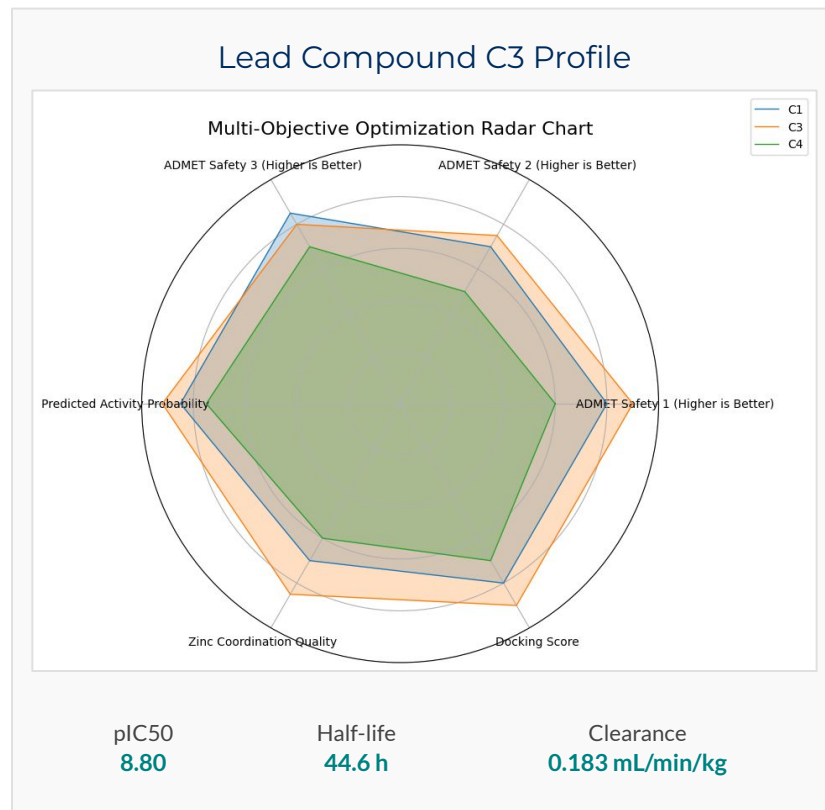 Lead Compound C3 Profile
C1
C3
C4
Multi-Objective Optimization Radar Chart
ADMET Safety 3 (Higher is Better)
ADMET Safety 2 (Higher is Better)
Predicted Activity Probability
ADMET Safety 1 (Higher is Better)
Zinc Coordination Quality
Docking Score
pIC50
Half-life
Clearance
8.80
44.6 h
0.183 mL/min/kg